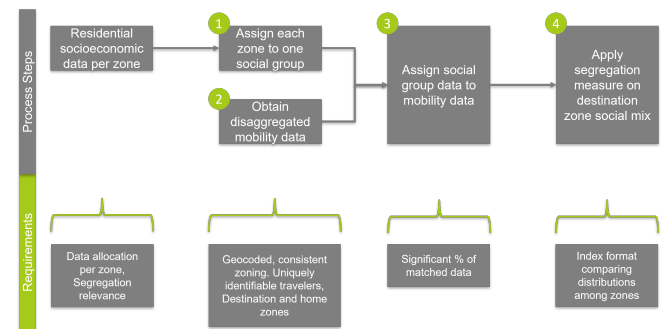 Process Steps
Residential
socioeconomic
data per zone
1
Assign each
zone to one
social group
2
Obtain
disaggregated
mobility data
3
Assign social
group data to
mobility data
4
Apply
segregation
measure on
destination
zone social mix
Requirements
Data allocation
per zone,
Segregation
relevance
Geocoded, consistent
zoning. Uniquely
identifiable travelers,
Destination and home
zones
Significant % of
matched data
Index format
comparing
distributions
among zones